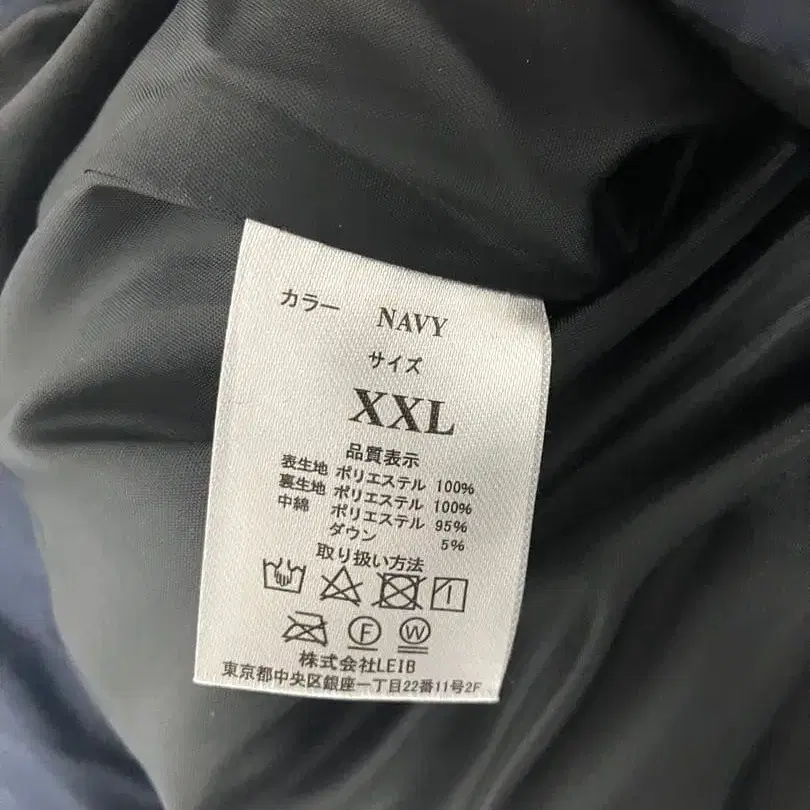 カラー NAVY
サイズ
XXL
品質表示
表生地 ポリエステル 100%
裏生地 ポリエステル 100%
中綿 ポリエステル 95%
ダウン 5%
取り扱い方法
F W
株式会社LEIB
東京都中央区銀座一丁目22番11号2F